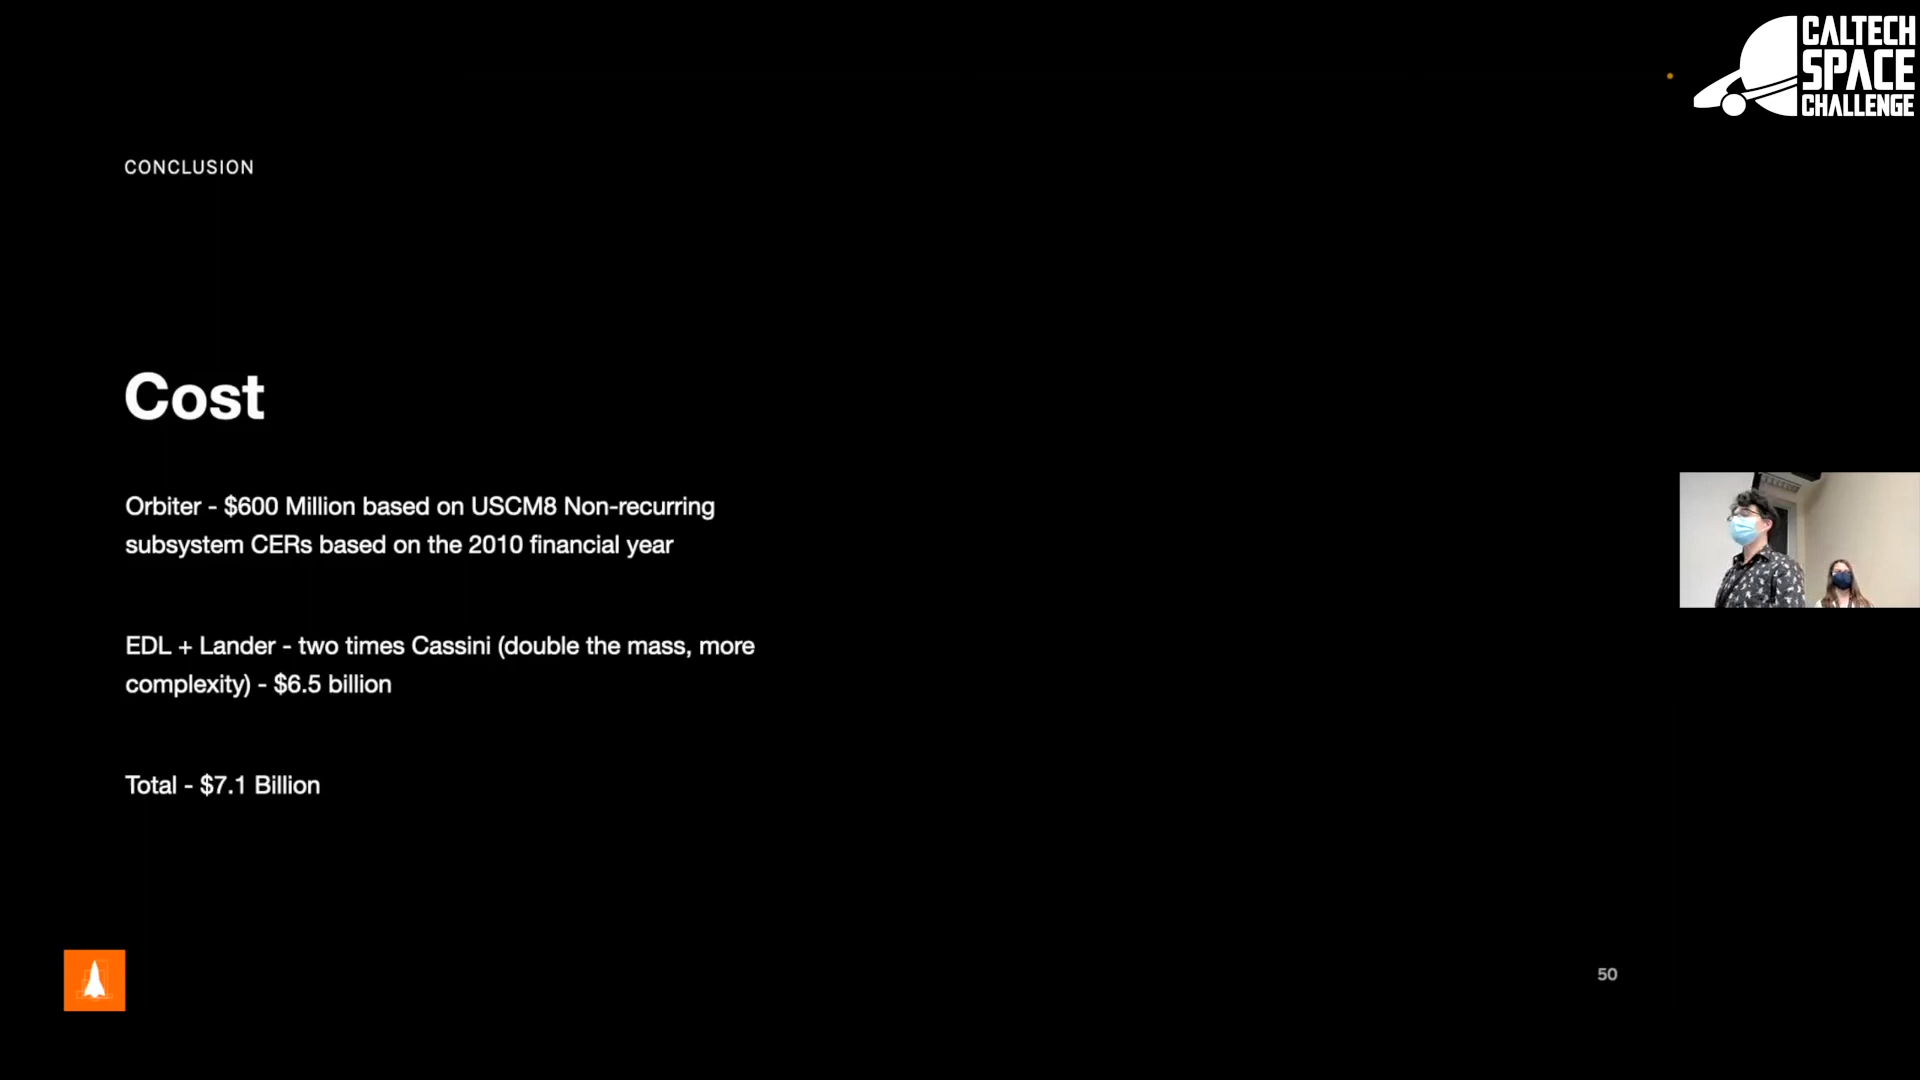 CALTECH
SPACE
CHALLENGE
CONCLUSION
Cost
Orbiter - $600 Million based on USCM8 Non-recurring
subsystem CERs based on the 2010 financial year
EDL + Lander - two times Cassini (double the mass, more
complexity) - $6.5 billion
Total - $7.1 Billion
50